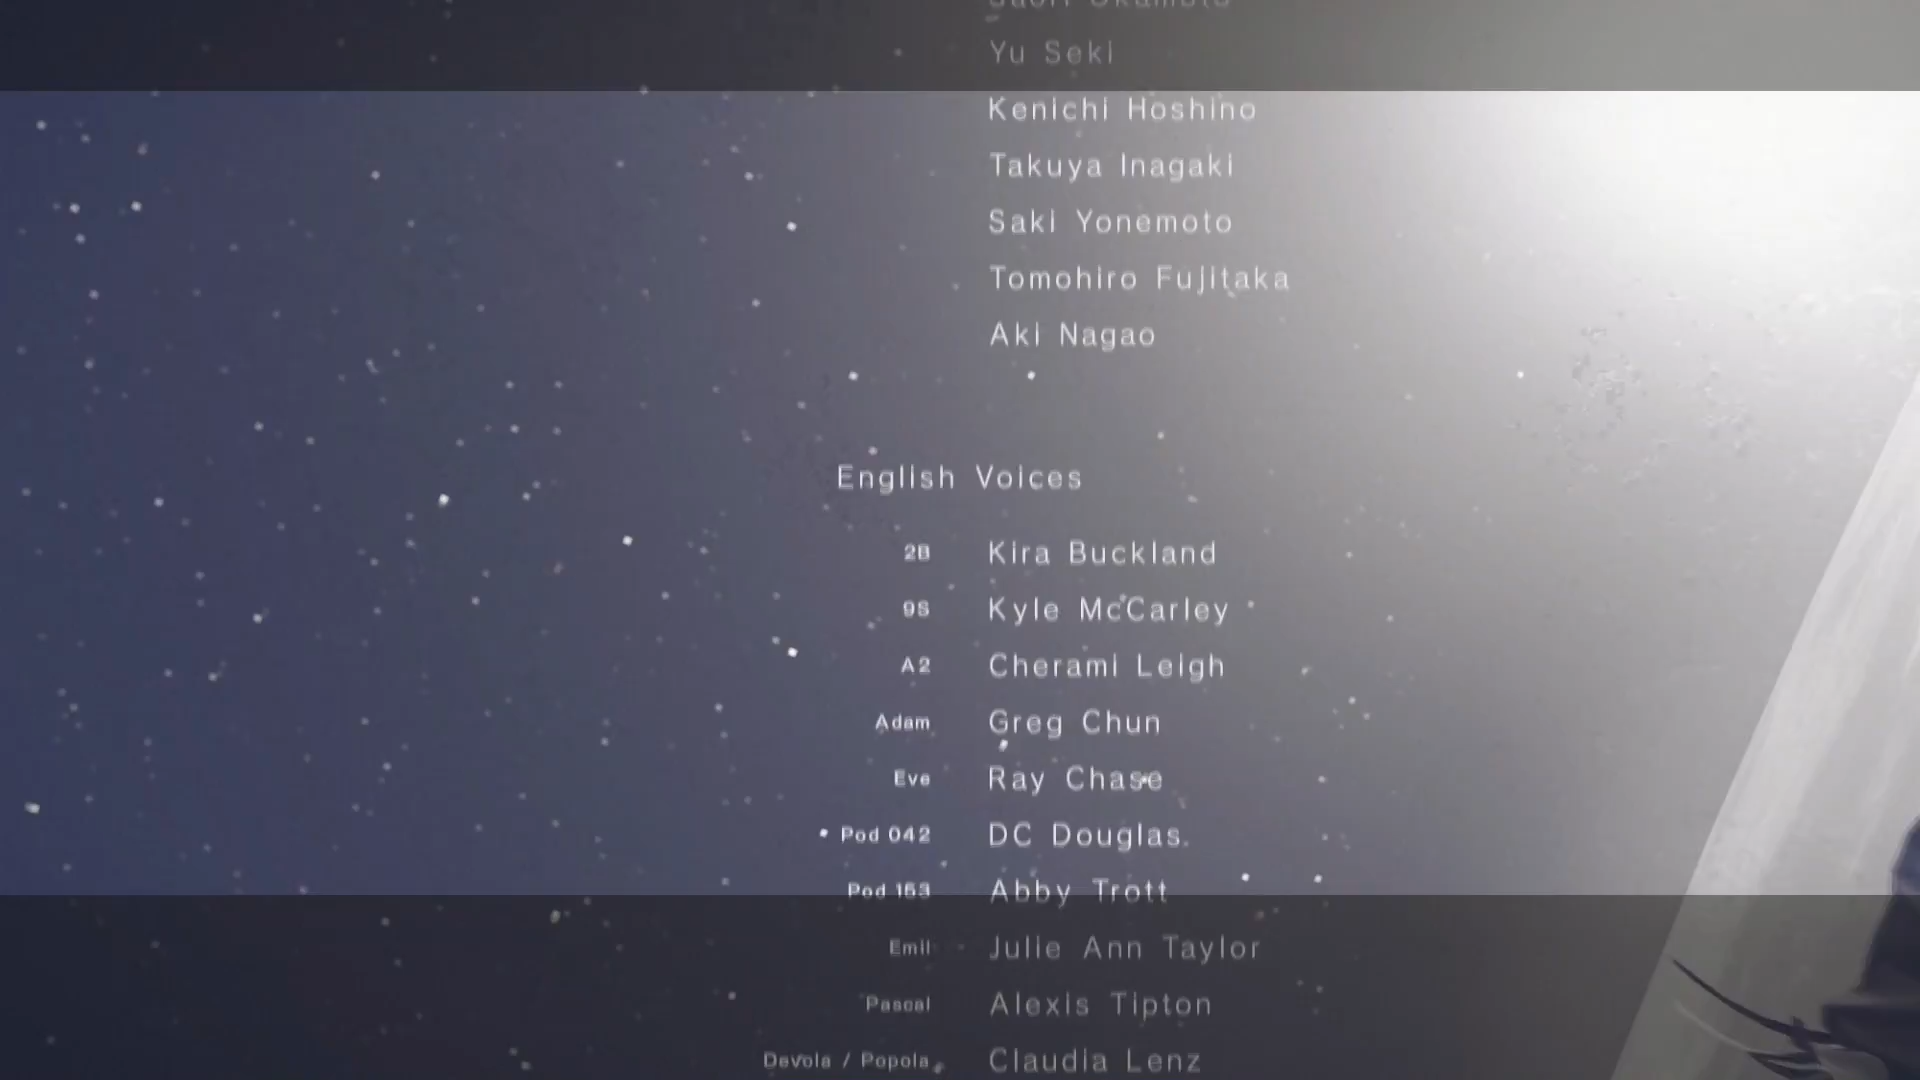 Yu Seki
Kenichi Hoshino
Takuya Inagaki
Saki Yonemoto
Tomohiro Fujitaka
Aki Nagao
English Voices
2B Kira Buckland
9S Kyle McCarley
A2 Cherami Leigh
Adam Greg Chun
Eve Ray Chase
Pod 042 DC Douglas
Pod 153 Abby Trott
Emil Julie Ann Taylor
Pascal Alexis Tipton
Devola / Popola Claudia Lenz